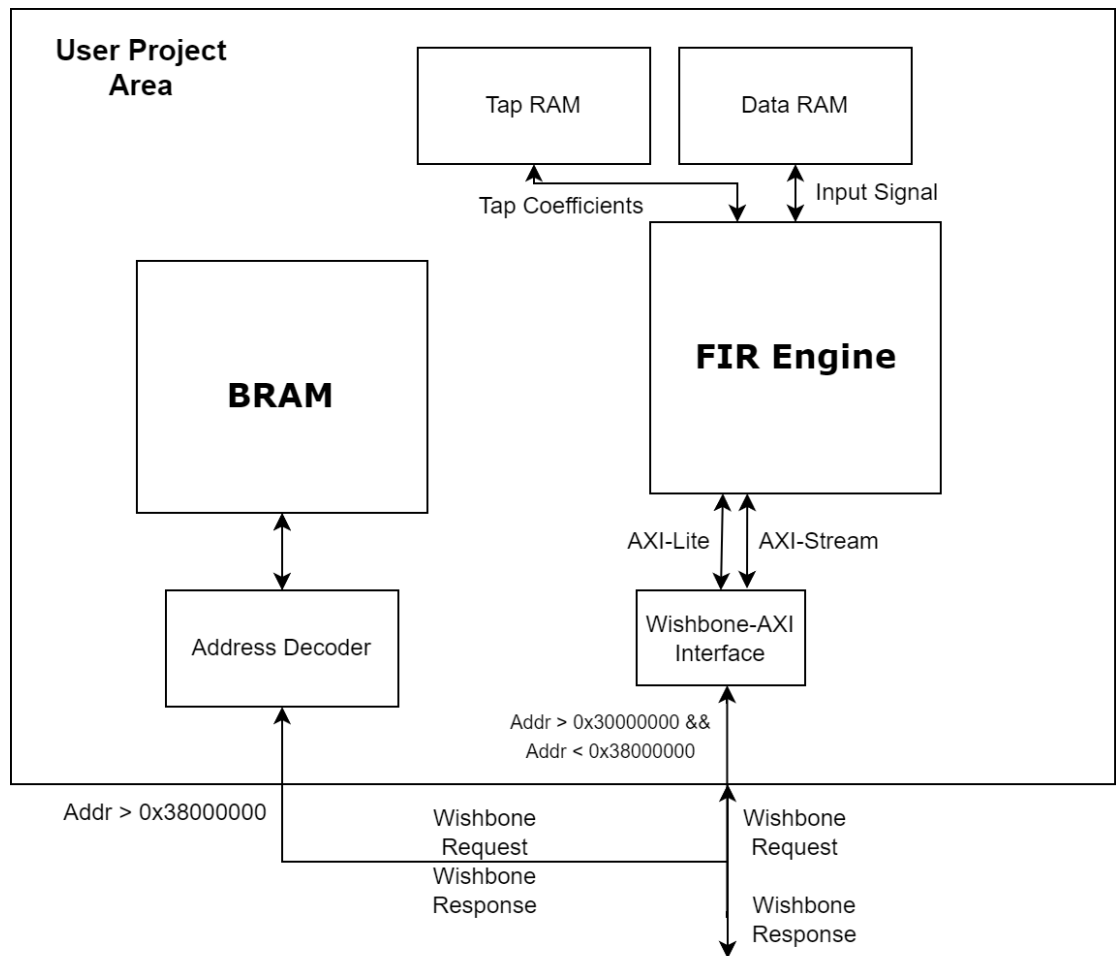 User Project
Area
Tap RAM
Data RAM
Tap Coefficients
Input Signal
BRAM
FIR Engine
AXI-Lite
AXI-Stream
Address Decoder
Wishbone-AXI
Interface
Addr > 0x30000000 &&
Addr < 0x38000000
Addr > 0x38000000
Wishbone
Request
Wishbone
Response
Wishbone
Request
Wishbone
Response